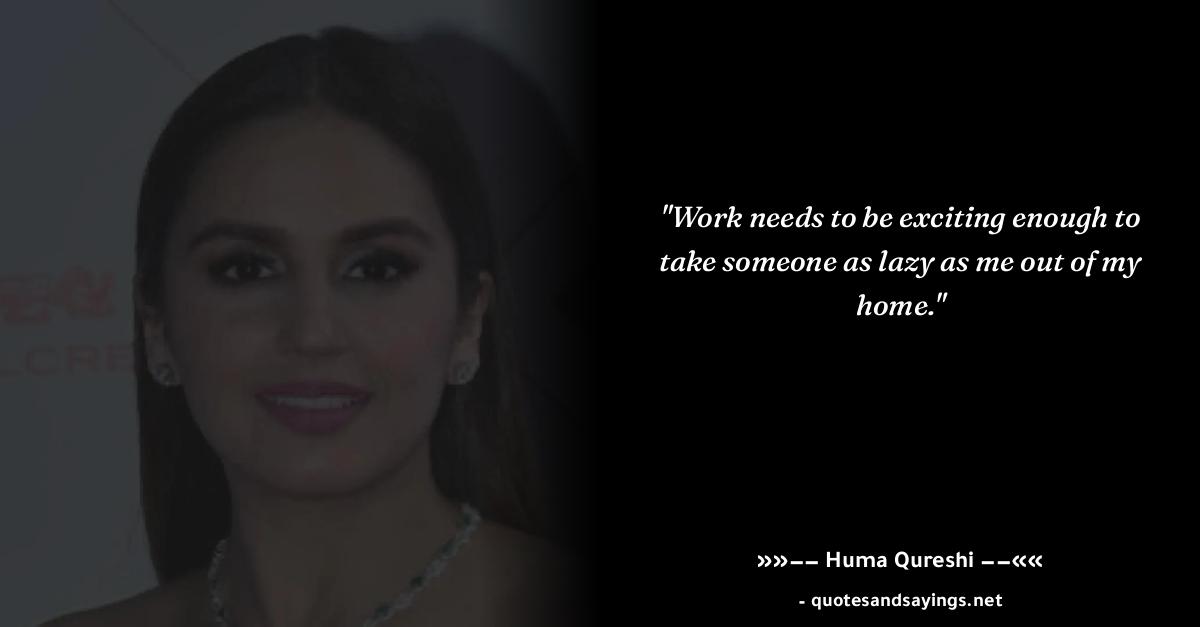 "Work needs to be exciting enough to
take someone as lazy as me out of my
home."
»»−− Huma Qureshi −−««
- quotesandsayings.net
LCRE